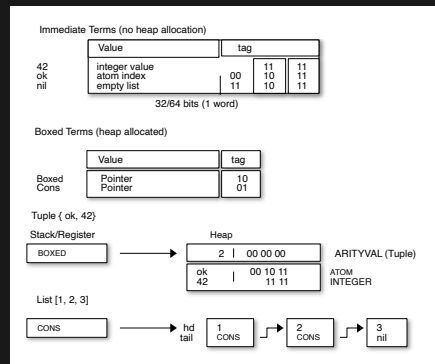 Immediate Terms (no heap allocation)
Value tag
42 integer value 11 11
ok atom index 00 10 11
nil empty list 11 10 11
32/64 bits (1 word)
Boxed Terms (heap allocated)
Value tag
Boxed Pointer 10
Cons Pointer 01
Tuple { ok, 42}
Stack/Register Heap
BOXED 2 00 00 00 ARITYVAL (Tuple)
ok 00 10 11 ATOM
42 11 11 INTEGER
List [1, 2, 3]
CONS hd 1 2 3
tail CONS CONS nil